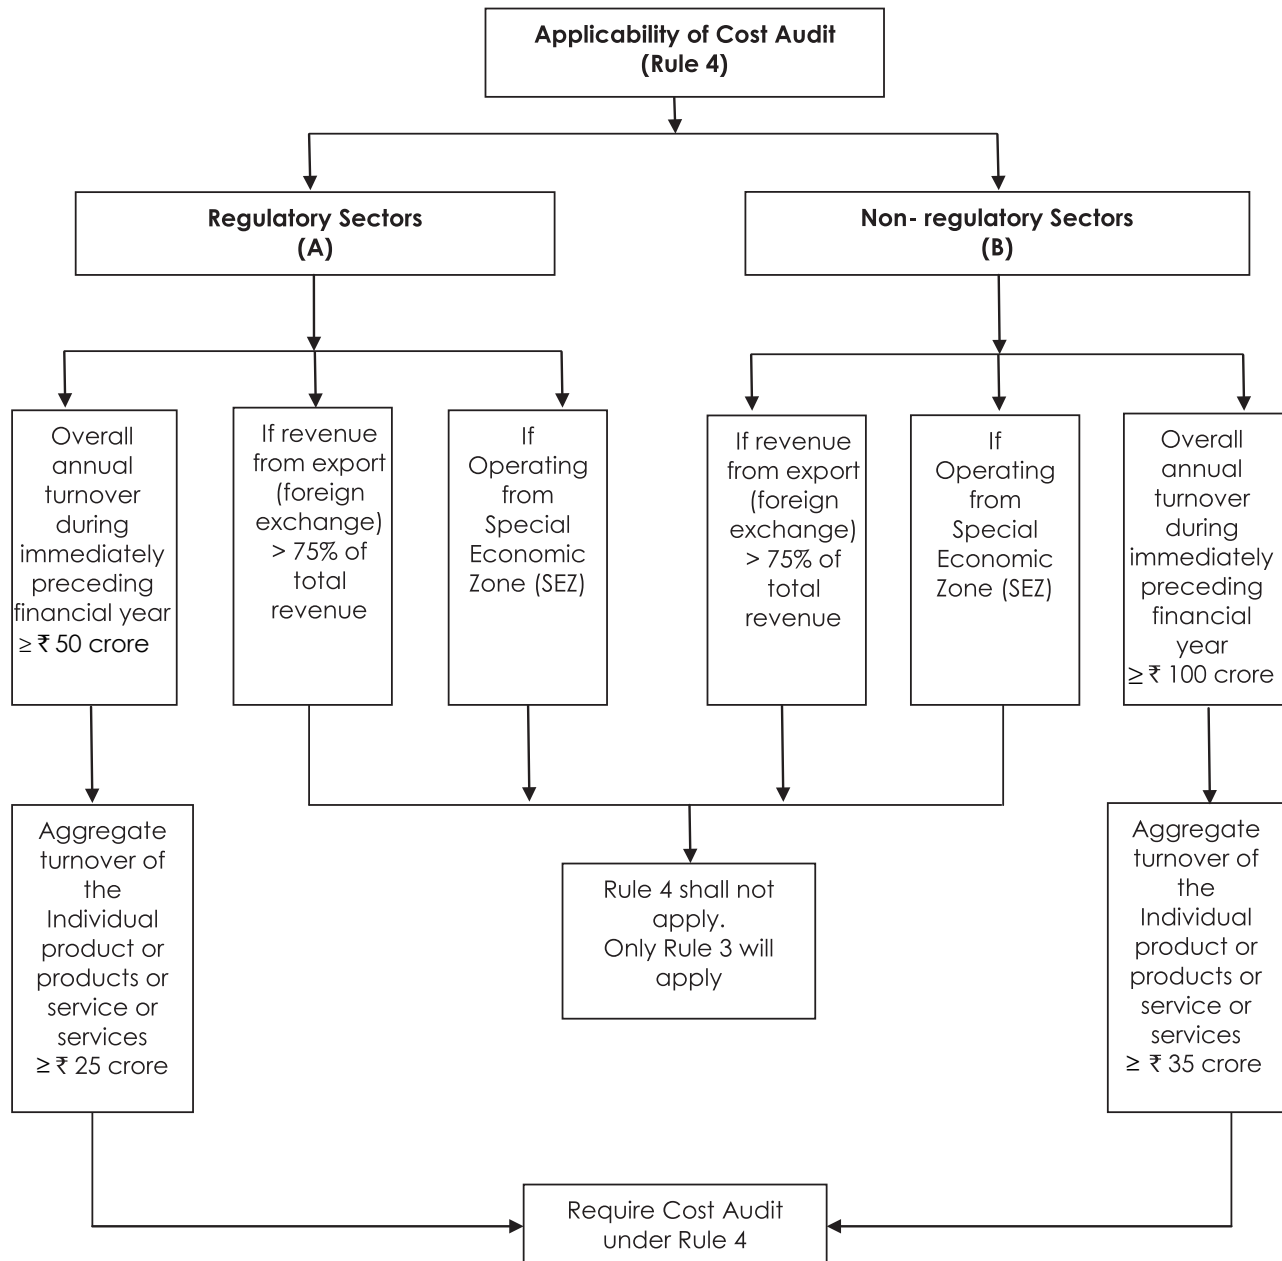 Applicability of Cost Audit
(Rule 4)
Regulatory Sectors
(A)
Non- regulatory Sectors
(B)
Overall
annual
turnover
during
immediately
preceding
financial year
≥ ₹ 50 crore
If revenue
from export
(foreign
exchange)
> 75% of
total
revenue
If
Operating
from
Special
Economic
Zone (SEZ)
If revenue
from export
(foreign
exchange)
> 75% of
total
revenue
If
Operating
from
Special
Economic
Zone (SEZ)
Overall
annual
turnover
during
immediately
preceding
financial
year
≥ ₹ 100 crore
Aggregate
turnover of
the
Individual
product or
products or
service or
services
≥ ₹ 25 crore
Rule 4 shall not
apply.
Only Rule 3 will
apply
Aggregate
turnover of
the
Individual
product or
products or
service or
services
≥ ₹ 35 crore
Require Cost Audit
under Rule 4